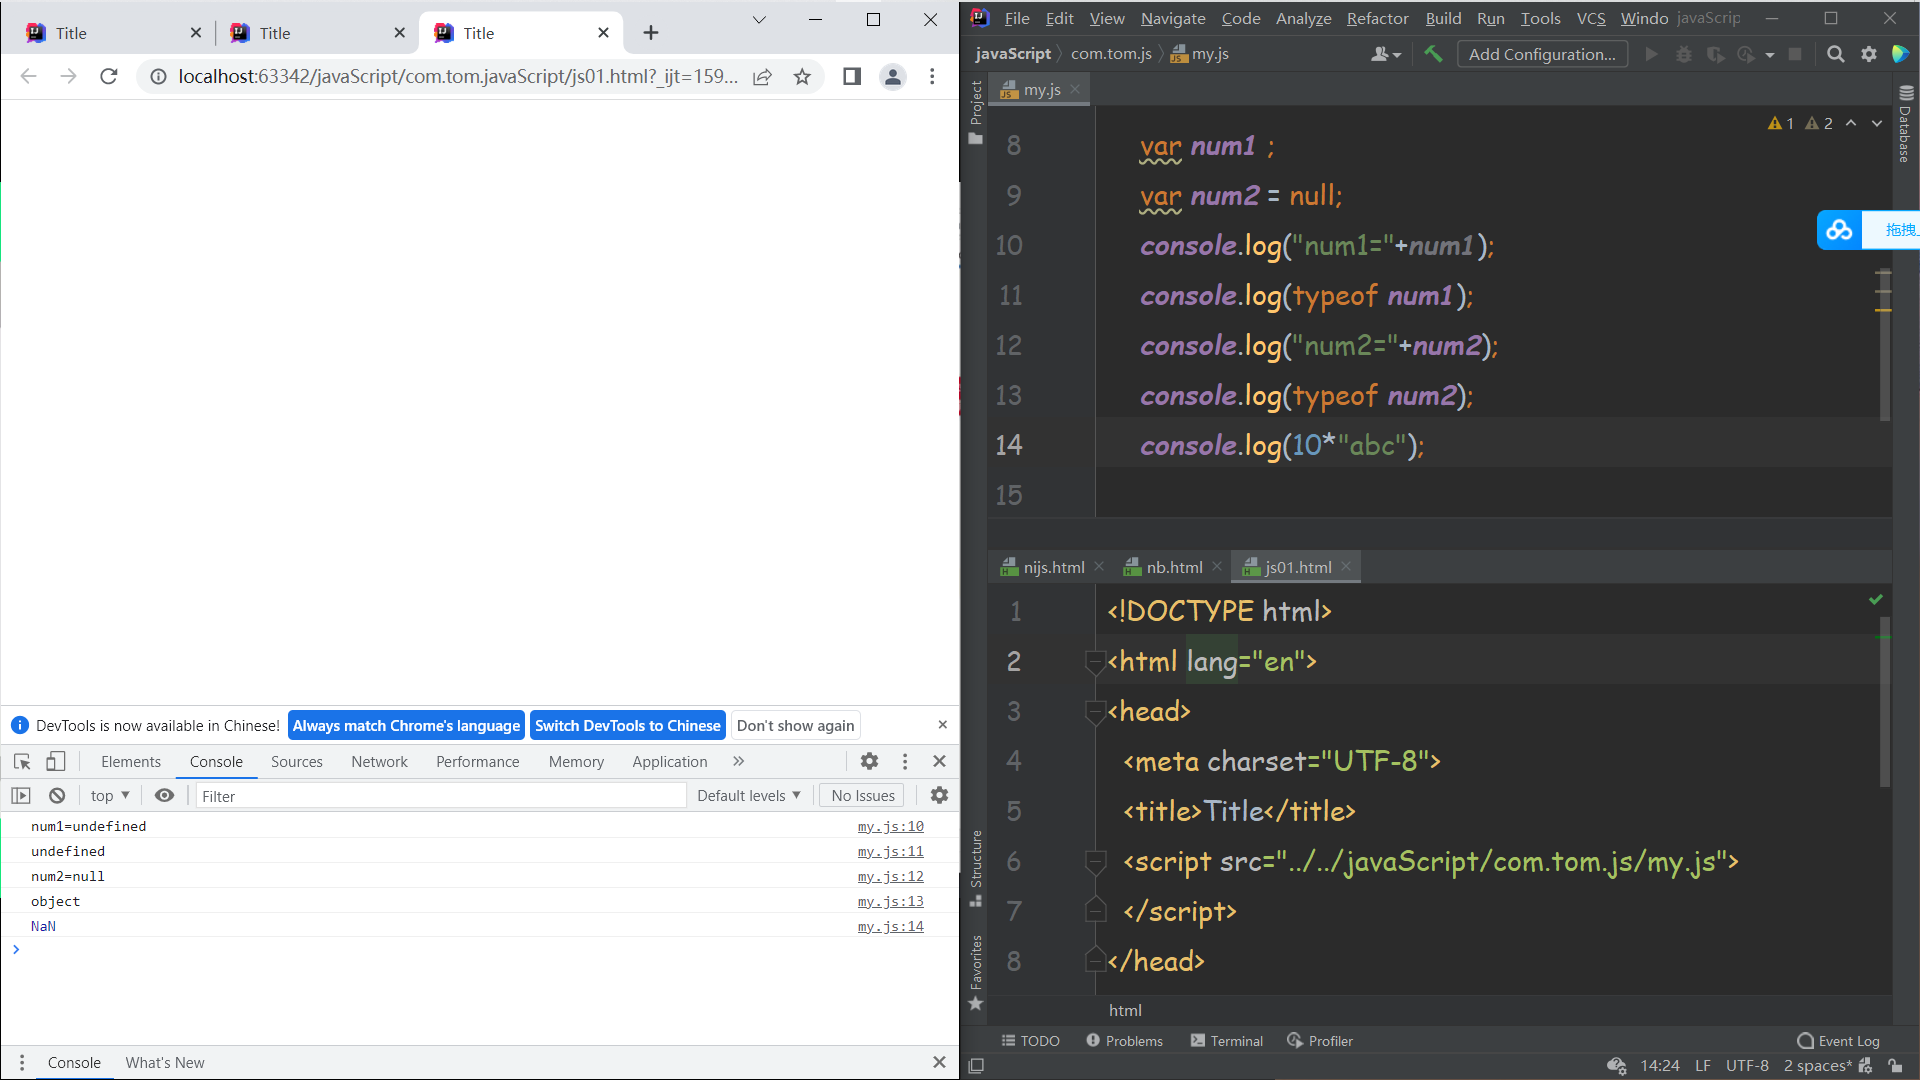 Title
Title
Title
localhost:63342/javaScript/com.tom.javaScript/js01.html?_ijt=159...
DevTools is now available in Chinese!
Always match Chrome's language
Switch DevTools to Chinese
Don't show again
Elements
Console
Sources
Network
Performance
Memory
Application
top
Filter
Default levels
No Issues
num1=undefined my.js:10
undefined my.js:11
num2=null my.js:12
object my.js:13
NaN my.js:14
Console
What's New
File Edit View Navigate Code Analyze Refactor Build Run Tools VCS Windo javaScrip
javaScript com.tom.js my.js
Add Configuration...
Project
my.js
Database
1 2
8 var num1 ;
9 var num2 = null;
10 console.log("num1="+num1);
11 console.log(typeof num1);
12 console.log("num2="+num2);
13 console.log(typeof num2);
14 console.log(10*"abc");
15
拖拽
nijs.html
nb.html
js01.html
1 <!DOCTYPE html>
2 <html lang="en">
3 <head>
4 <meta charset="UTF-8">
5 <title>Title</title>
6 <script src="../../javaScript/com.tom.js/my.js">
7 </script>
8 </head>
Structure
Favorites
html
TODO
Problems
Terminal
Profiler
Event Log
14:24 LF UTF-8 2 spaces*